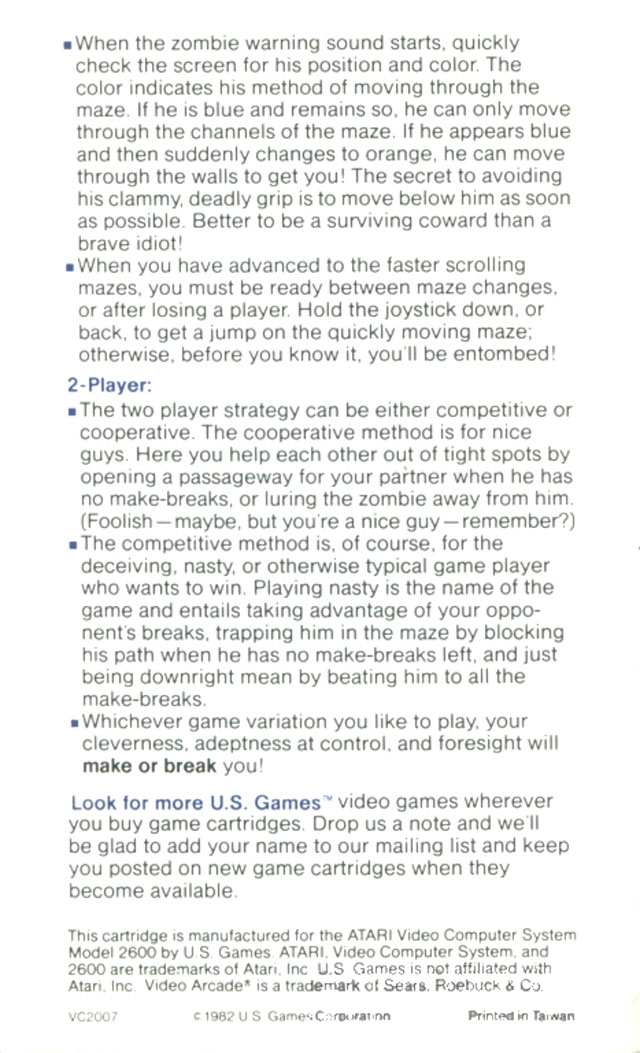 ▪When the zombie warning sound starts, quickly
check the screen for his position and color. The
color indicates his method of moving through the
maze. If he is blue and remains so, he can only move
through the channels of the maze. If he appears blue
and then suddenly changes to orange, he can move
through the walls to get you! The secret to avoiding
his clammy, deadly grip is to move below him as soon
as possible. Better to be a surviving coward than a
brave idiot!
▪When you have advanced to the faster scrolling
mazes, you must be ready between maze changes,
or after losing a player. Hold the joystick down, or
back, to get a jump on the quickly moving maze;
otherwise, before you know it, you'll be entombed!
2-Player:
▪The two player strategy can be either competitive or
cooperative. The cooperative method is for nice
guys. Here you help each other out of tight spots by
opening a passageway for your partner when he has
no make-breaks, or luring the zombie away from him.
(Foolish—maybe, but you're a nice guy—remember?)
▪The competitive method is, of course, for the
deceiving, nasty, or otherwise typical game player
who wants to win. Playing nasty is the name of the
game and entails taking advantage of your oppo-
nent's breaks, trapping him in the maze by blocking
his path when he has no make-breaks left, and just
being downright mean by beating him to all the
make-breaks.
▪Whichever game variation you like to play, your
cleverness, adeptness at control, and foresight will
make or break you!
Look for more U.S. Games™ video games wherever
you buy game cartridges. Drop us a note and we'll
be glad to add your name to our mailing list and keep
you posted on new game cartridges when they
become available.
This cartridge is manufactured for the ATARI Video Computer System
Model 2600 by U.S. Games. ATARI, Video Computer System, and
2600 are trademarks of Atari, Inc. U.S. Games is not affiliated with
Atari, Inc. Video Arcade* is a trademark of Sears, Roebuck & Co.
VC2007 © 1982 U.S. Games Corporation Printed in Taiwan